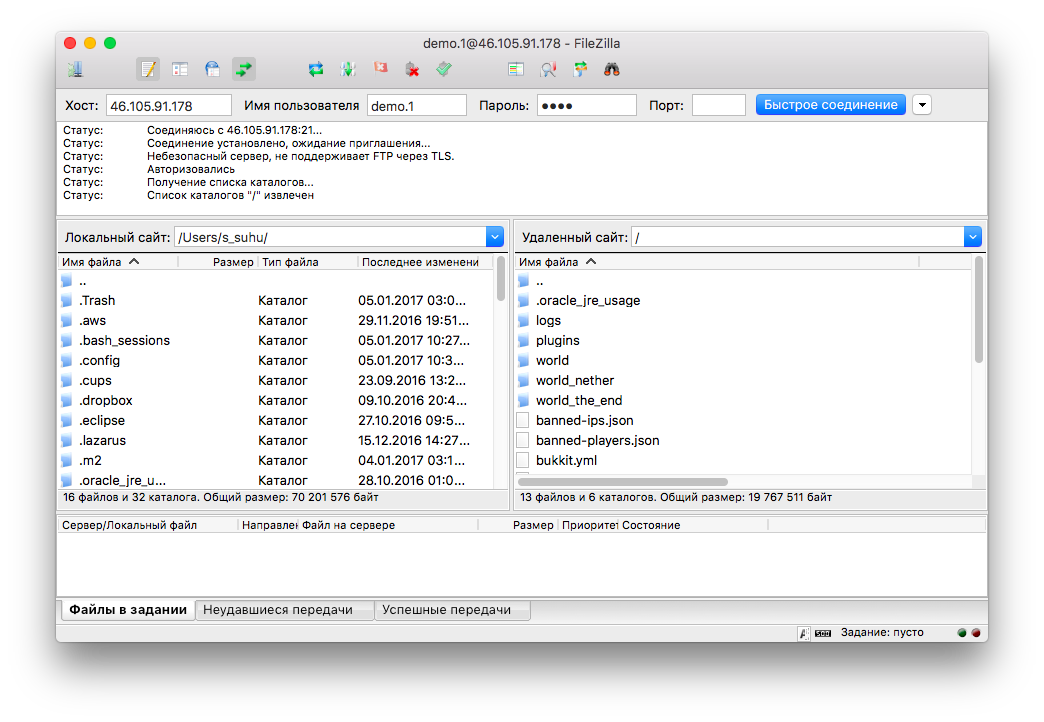 demo.1@46.105.91.178 - FileZilla
Хост: 46.105.91.178 Имя пользователя demo.1 Пароль: ●●●● Порт: Быстрое соединение
Статус: Соединяюсь с 46.105.91.178:21...
Статус: Соединение установлено, ожидание приглашения...
Статус: Небезопасный сервер, не поддерживает FTP через TLS.
Статус: Авторизовались
Статус: Получение списка каталогов...
Статус: Список каталогов "/" извлечен
Локальный сайт: /Users/s_suhu/
Имя файла Размер Тип файла Последнее изменени
..
.Trash Каталог 05.01.2017 03:0...
.aws Каталог 29.11.2016 19:51...
.bash_sessions Каталог 05.01.2017 10:27...
.config Каталог 05.01.2017 10:3...
.cups Каталог 23.09.2016 13:2...
.dropbox Каталог 09.10.2016 20:4...
.eclipse Каталог 27.10.2016 09:5...
.lazarus Каталог 15.12.2016 14:27...
.m2 Каталог 04.01.2017 03:1...
.oracle_jre_u... Каталог 28.10.2016 01:0...
16 файлов и 32 каталога. Общий размер: 70 201 576 байт
Удаленный сайт: /
Имя файла
..
.oracle_jre_usage
logs
plugins
world
world_nether
world_the_end
banned-ips.json
banned-players.json
bukkit.yml
13 файлов и 6 каталогов. Общий размер: 19 767 511 байт
Сервер/Локальный файл Направлен Файл на сервере Размер Приоритет Состояние
Файлы в задании Неудавшиеся передачи Успешные передачи
Задание: пусто